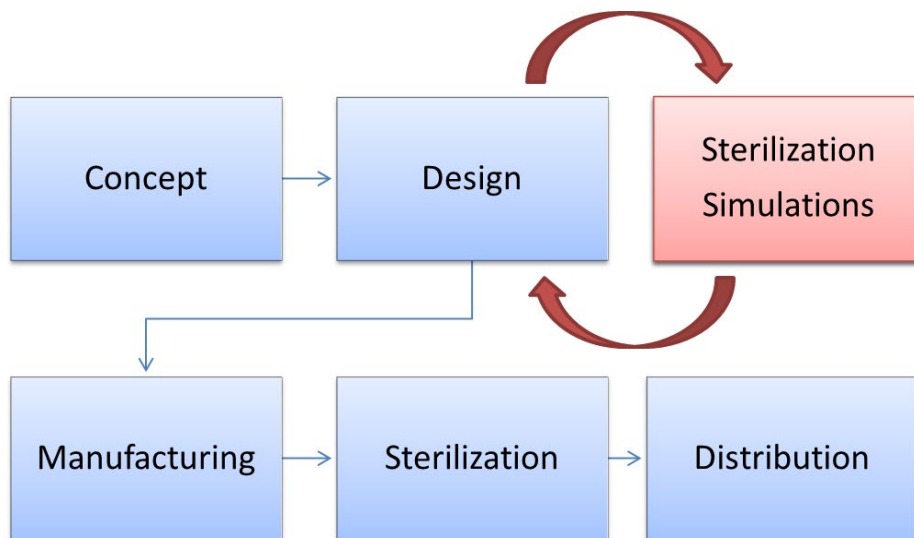 Concept
Design
Sterilization
Simulations
Manufacturing
Sterilization
Distribution